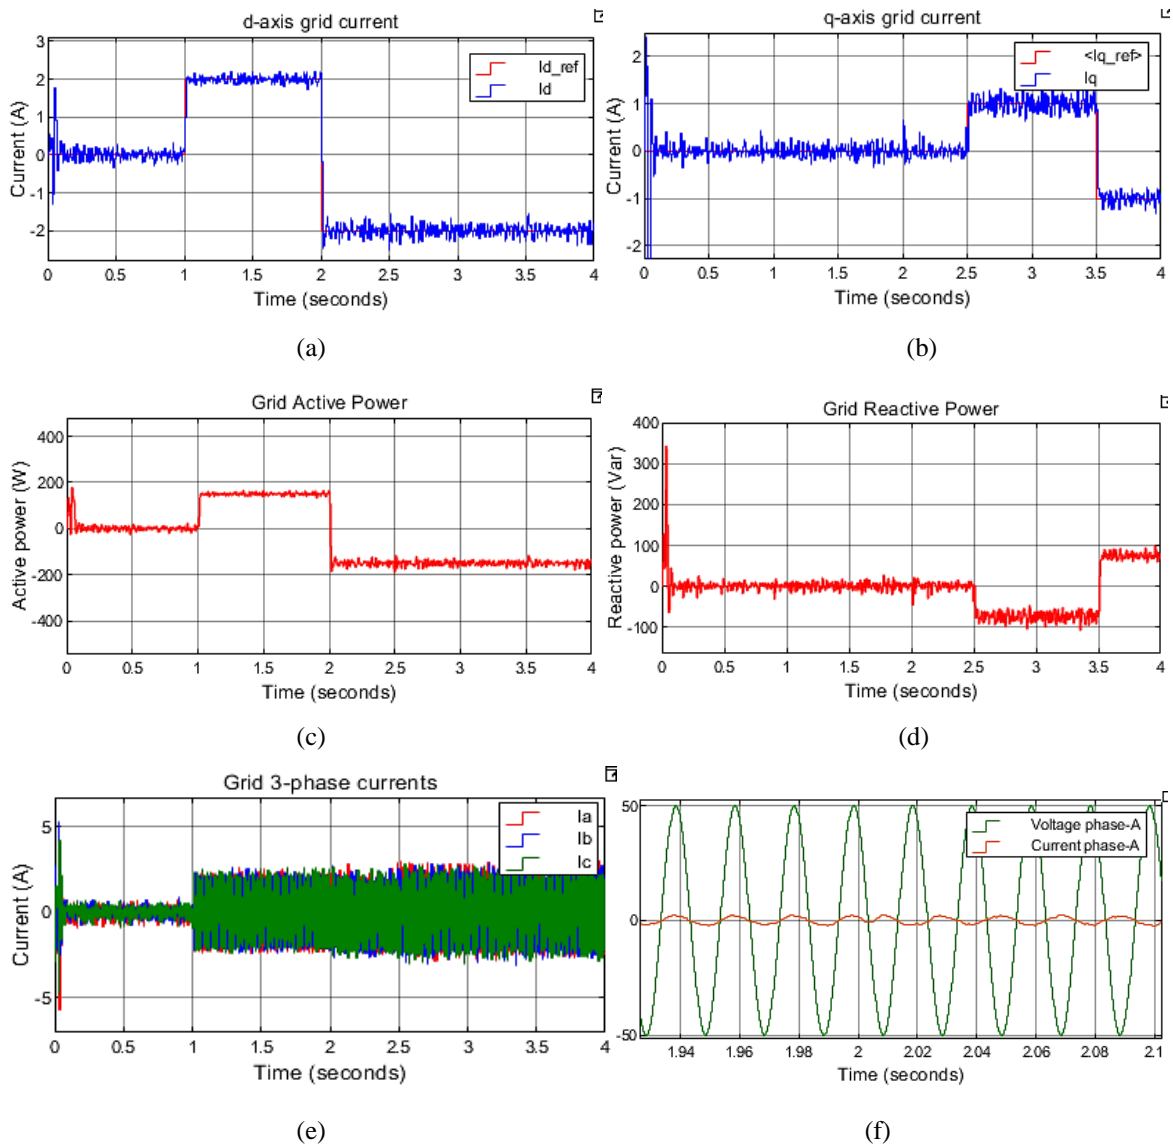 d-axis grid current
3
2
1
0
-1
-2
Current (A)
Id_ref
Id
0 0.5 1 1.5 2 2.5 3 3.5 4
Time (seconds)
(a)
q-axis grid current
2
1
0
-1
-2
Current (A)
<Iq_ref>
Iq
0 0.5 1 1.5 2 2.5 3 3.5 4
Time (seconds)
(b)
Grid Active Power
400
200
0
-200
-400
Active power (W)
0 0.5 1 1.5 2 2.5 3 3.5 4
Time (seconds)
(c)
Grid Reactive Power
400
300
200
100
0
-100
Reactive power (Var)
0 0.5 1 1.5 2 2.5 3 3.5 4
Time (seconds)
(d)
Grid 3-phase currents
5
0
-5
Current (A)
Ia
Ib
Ic
0 0.5 1 1.5 2 2.5 3 3.5 4
Time (seconds)
(e)
50
0
-50
Voltage phase-A
Current phase-A
1.94 1.96 1.98 2 2.02 2.04 2.06 2.08 2.1
Time (seconds)
(f)